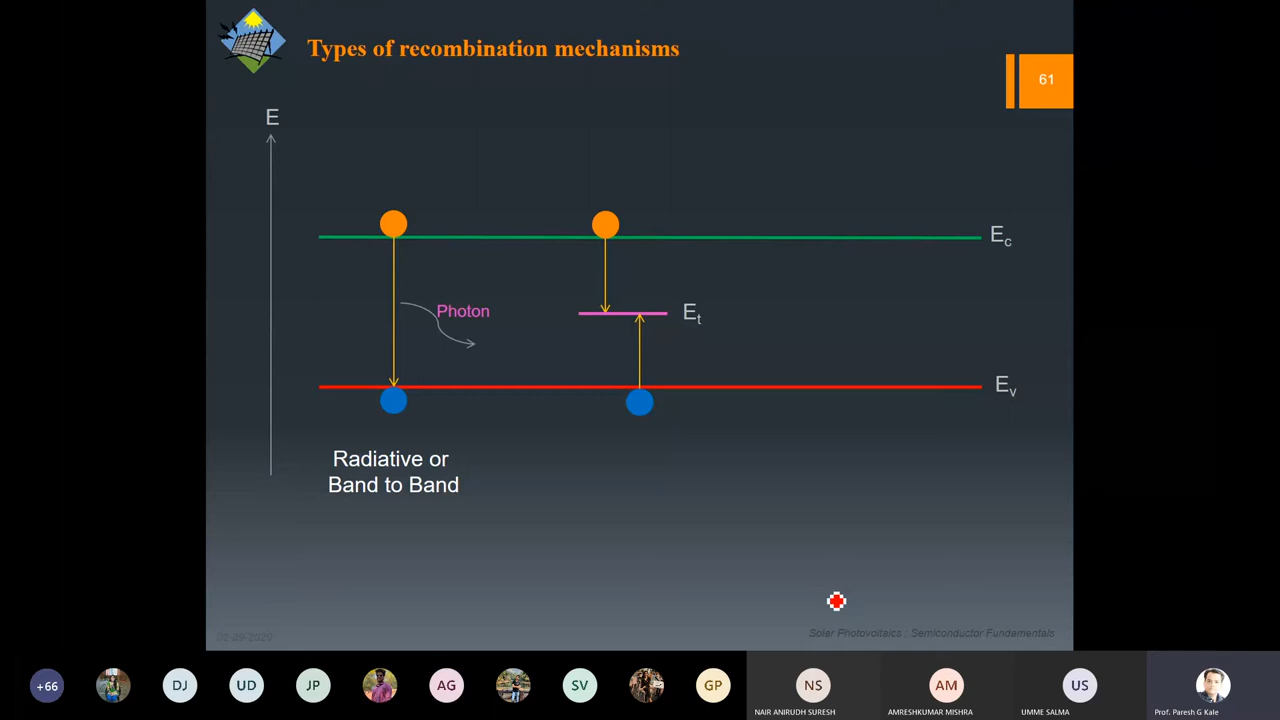 Types of recombination mechanisms
61
E
Ec
Photon
Et
Ev
Radiative or
Band to Band
Solar Photovoltaics : Semiconductor Fundamentals
+66
DJ
UD
JP
AG
SV
GP
NS
AM
US
NAIR ANIRUDH SURESH
AMRESHKUMAR MISHRA
UMME SALMA
Prof. Paresh G Kale